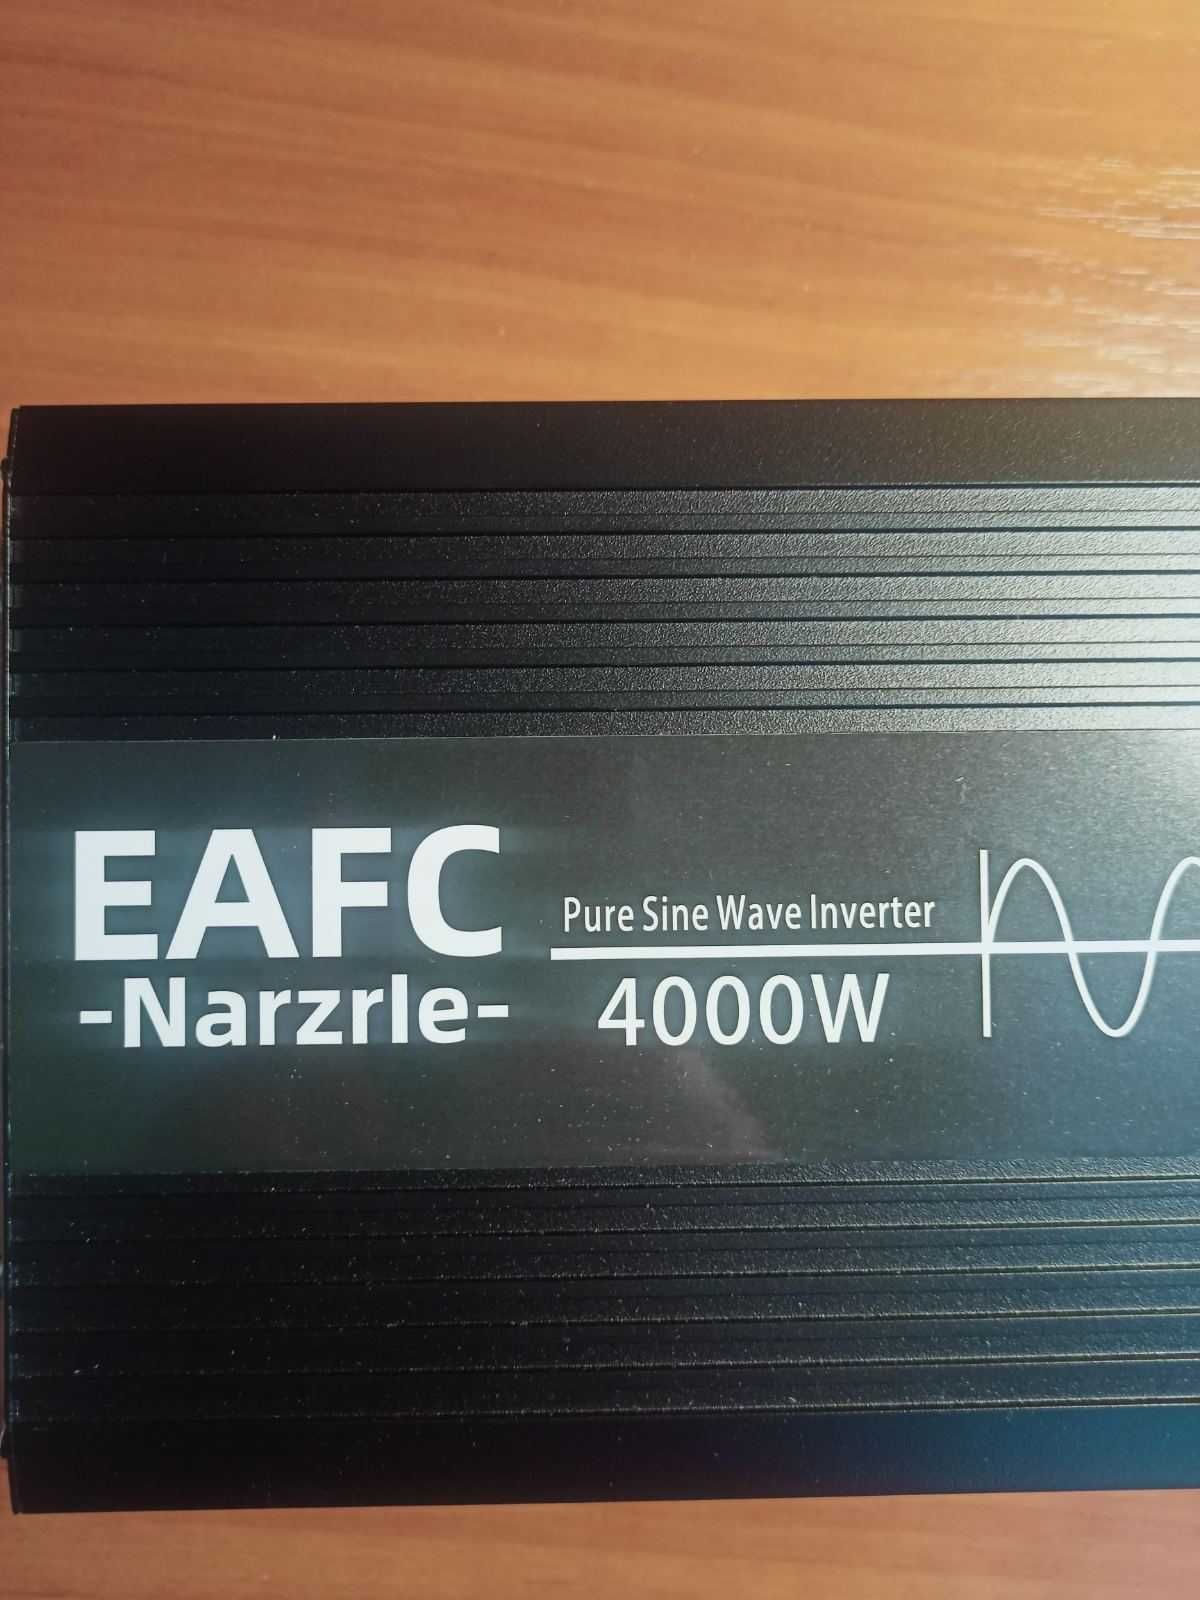 EAFC
-Narzrle-
Pure Sine Wave Inverter
4000W